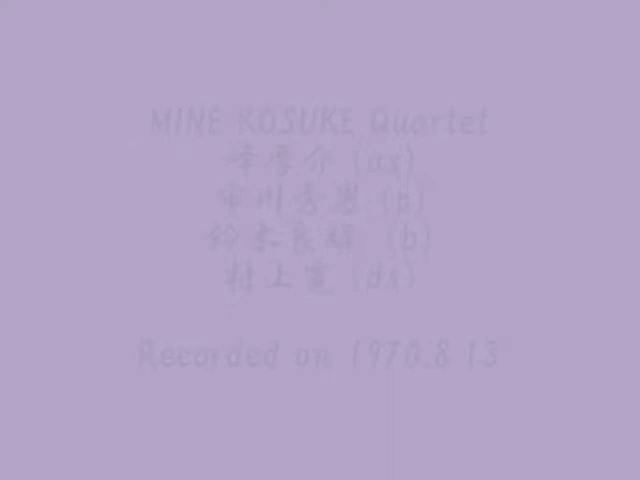 MINE KOSUKE Quartet
峰厚介 (as)
市川秀男 (p)
鈴木良雄 (b)
村上寛 (ds)
Recorded on 1970.8.13